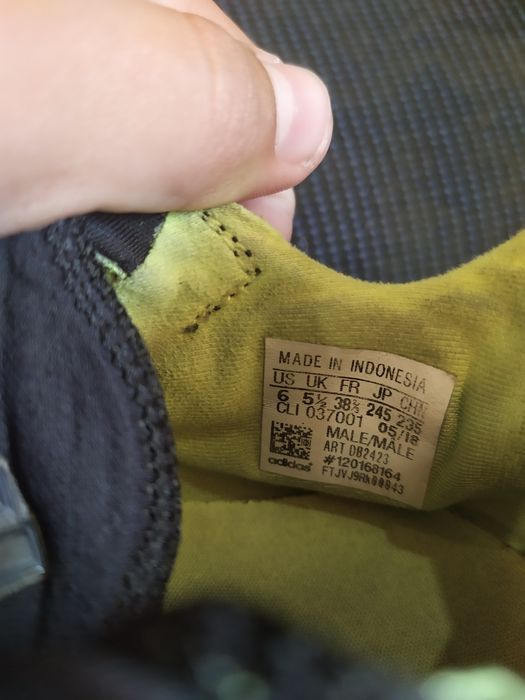 MADE IN INDONESIA
US UK FR JP CHN
6 5½ 38⅔ 245 235
CLI 037001 05/18
MALE/MALE
ART DB2423
#120168164
adidas FTJVJ9RK00043